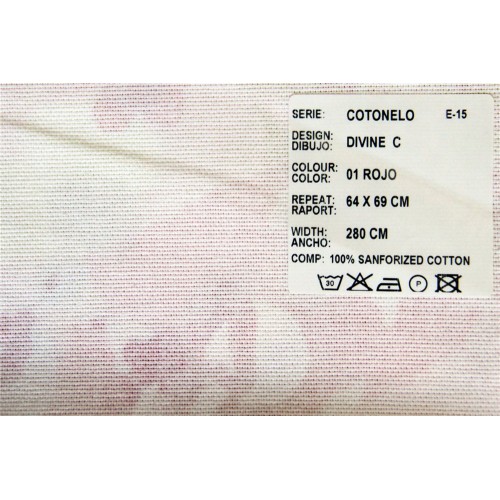 SERIE: COTONELO E-15
DESIGN:
DIBUJO: DIVINE C
COLOUR:
COLOR: 01 ROJO
REPEAT:
RAPORT: 64 X 69 CM
WIDTH:
ANCHO: 280 CM
COMP: 100% SANFORIZED COTTON
30 P